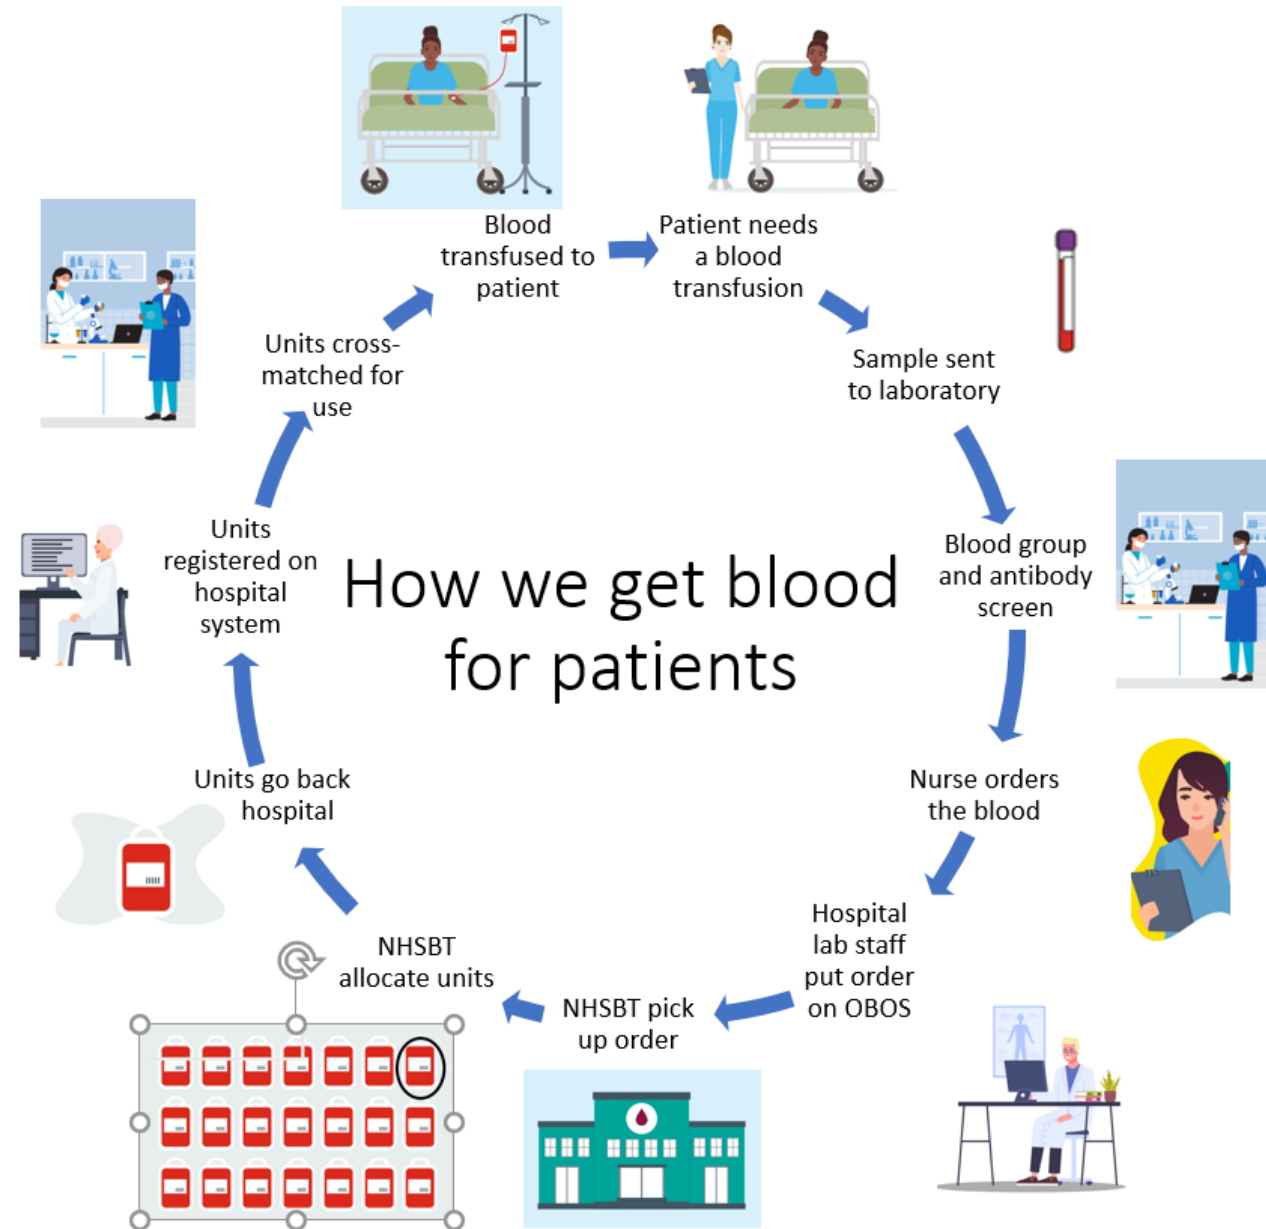 How we get blood
for patients
Patient needs
a blood
transfusion
Sample sent
to laboratory
Blood group
and antibody
screen
Nurse orders
the blood
Hospital
lab staff
put order
on OBOS
NHSBT pick
up order
NHSBT
allocate units
Units go back
hospital
Units
registered on
hospital
system
Units cross-
matched for
use
Blood
transfused to
patient